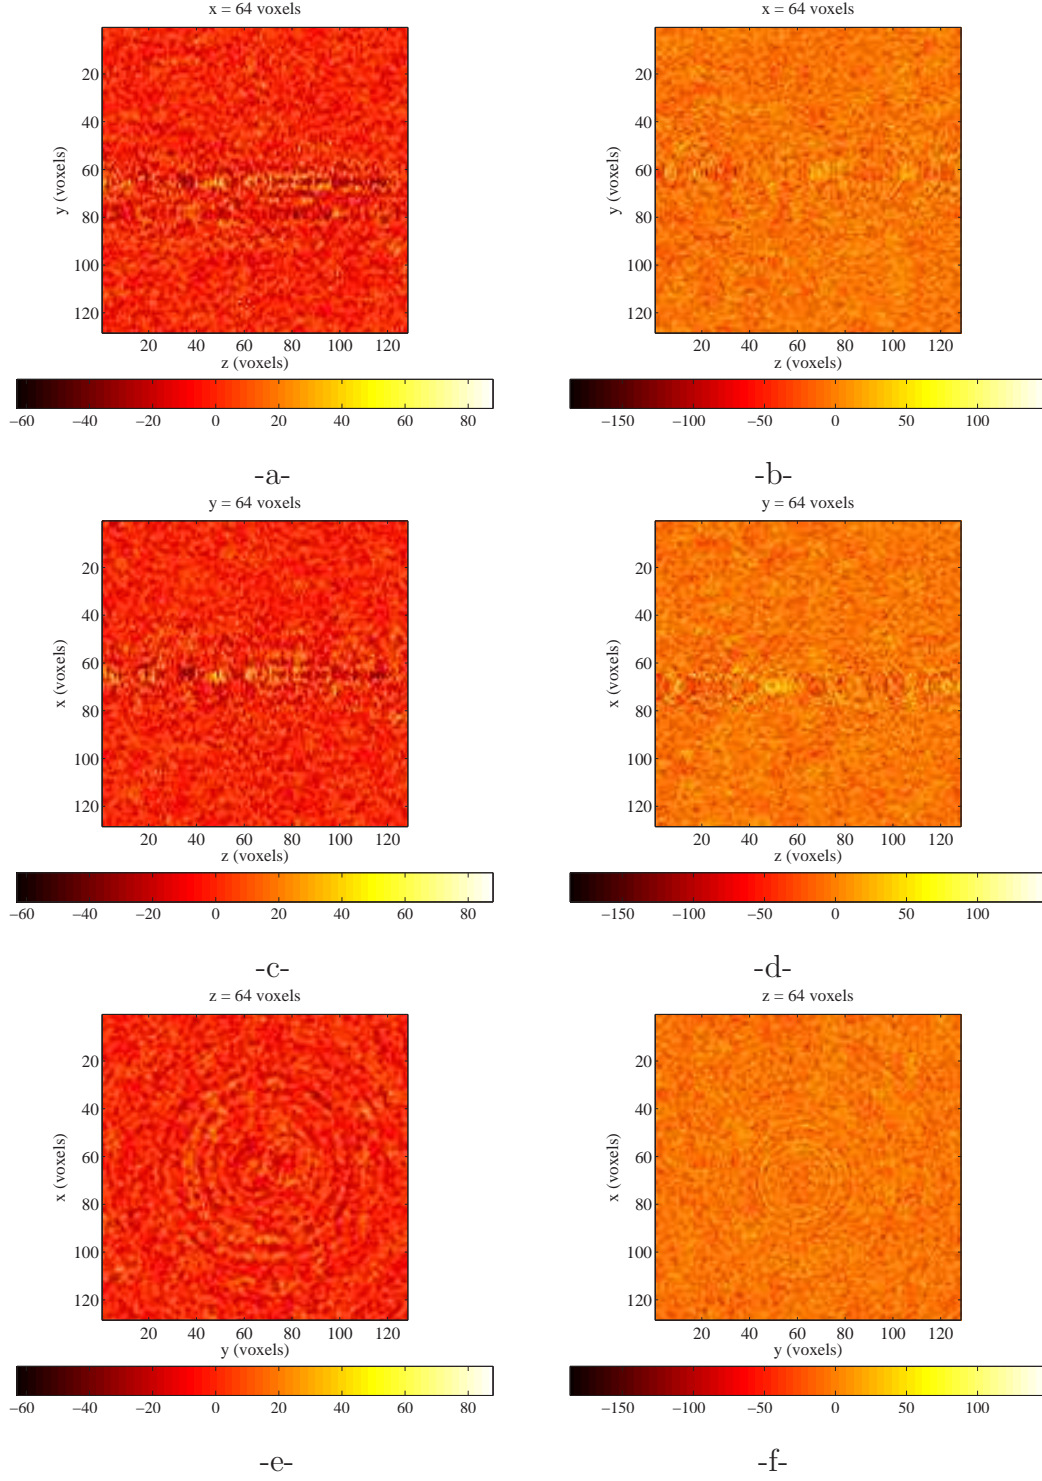 x = 64 voxels
20
40
60
80
100
120
y (voxels)
20 40 60 80 100 120
z (voxels)
−60 −40 −20 0 20 40 60 80
-a-
x = 64 voxels
20
40
60
80
100
120
y (voxels)
20 40 60 80 100 120
z (voxels)
−150 −100 −50 0 50 100
-b-
y = 64 voxels
20
40
60
80
100
120
x (voxels)
20 40 60 80 100 120
z (voxels)
−60 −40 −20 0 20 40 60 80
-c-
y = 64 voxels
20
40
60
80
100
120
x (voxels)
20 40 60 80 100 120
z (voxels)
−150 −100 −50 0 50 100
-d-
z = 64 voxels
20
40
60
80
100
120
x (voxels)
20 40 60 80 100 120
y (voxels)
−60 −40 −20 0 20 40 60 80
-e-
z = 64 voxels
20
40
60
80
100
120
x (voxels)
20 40 60 80 100 120
y (voxels)
−150 −100 −50 0 50 100
-f-